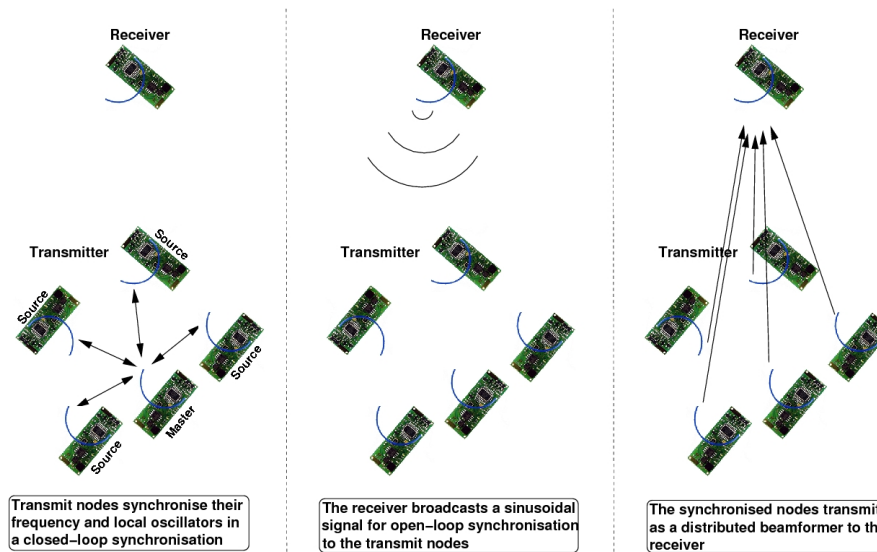 Receiver
Transmitter
Source
Source
Source
Source
Master
Transmit nodes synchronise their
frequency and local oscillators in
a closed−loop synchronisation
Receiver
Transmitter
The receiver broadcasts a sinusoidal
signal for open−loop synchronisation
to the transmit nodes
Receiver
Transmitter
The synchronised nodes transmit
as a distributed beamformer to th
receiver